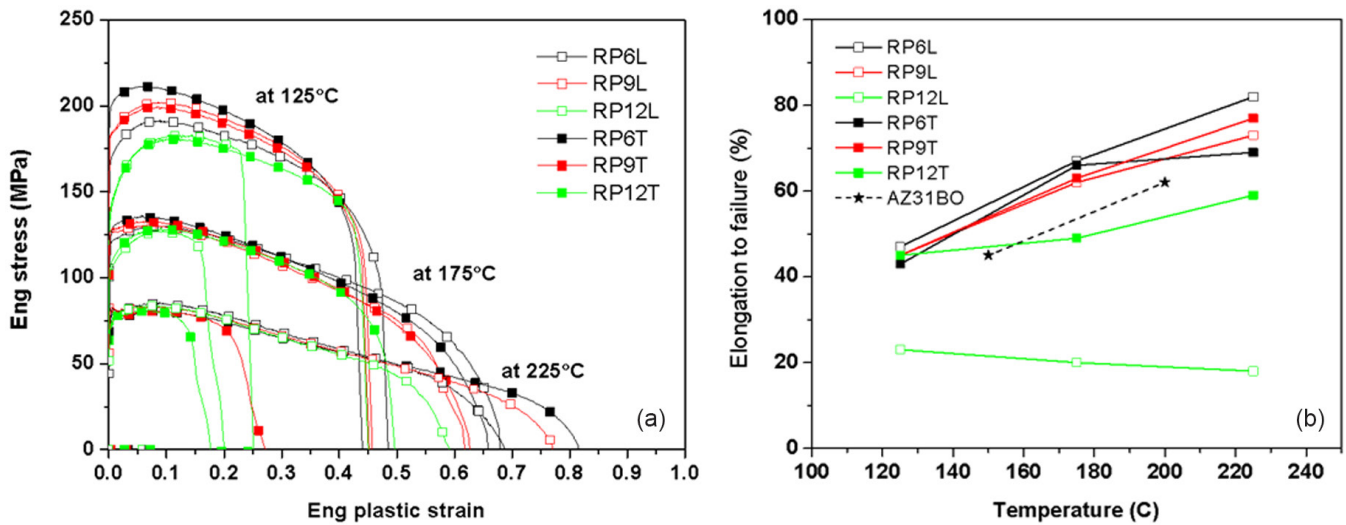 250
200
150
100
50
0
Eng stress (MPa)
0.0 0.1 0.2 0.3 0.4 0.5 0.6 0.7 0.8 0.9 1.0
Eng plastic strain
RP6L
RP9L
RP12L
RP6T
RP9T
RP12T
at 125°C
at 175°C
at 225°C
(a)
100
80
60
40
20
0
Elongation to failure (%)
100 120 140 160 180 200 220 240
Temperature (C)
RP6L
RP9L
RP12L
RP6T
RP9T
RP12T
AZ31BO
(b)